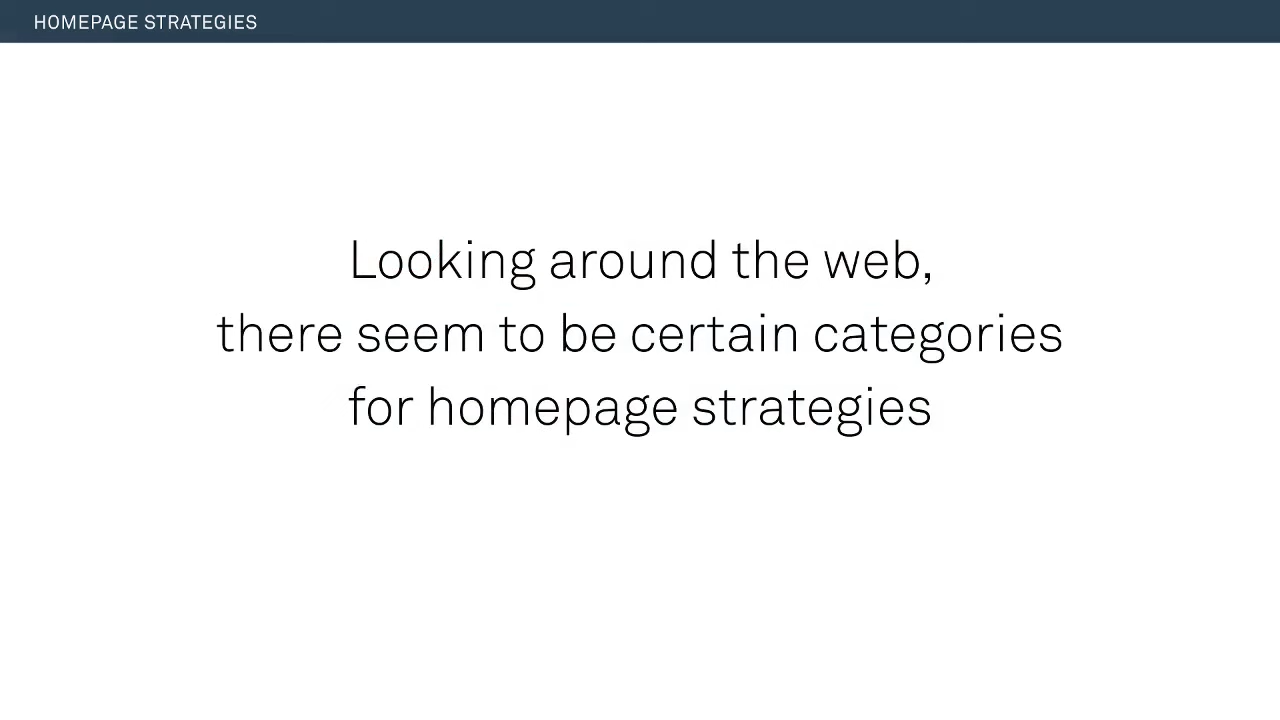 HOMEPAGE STRATEGIES
Looking around the web,
there seem to be certain categories
for homepage strategies